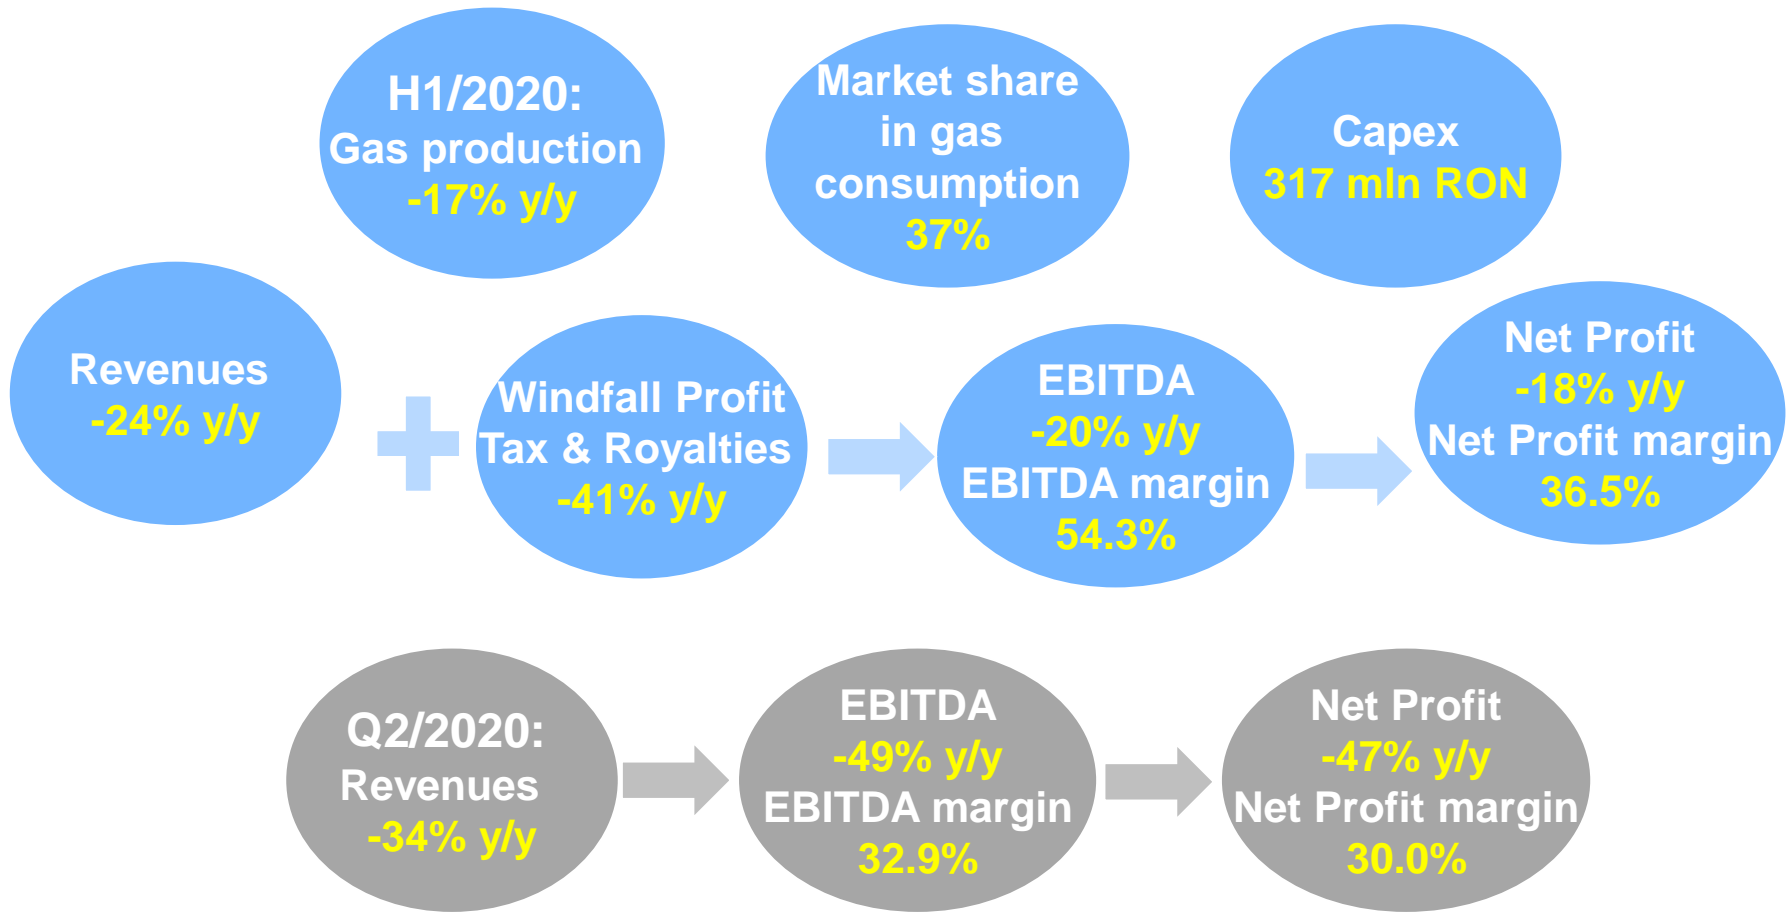 H1/2020:
Gas production
-17% y/y
Market share
in gas
consumption
37%
Capex
317 mln RON
Revenues
-24% y/y
Windfall Profit
Tax & Royalties
-41% y/y
EBITDA
-20% y/y
EBITDA margin
54.3%
Net Profit
-18% y/y
Net Profit margin
36.5%
Q2/2020:
Revenues
-34% y/y
EBITDA
-49% y/y
EBITDA margin
32.9%
Net Profit
-47% y/y
Net Profit margin
30.0%